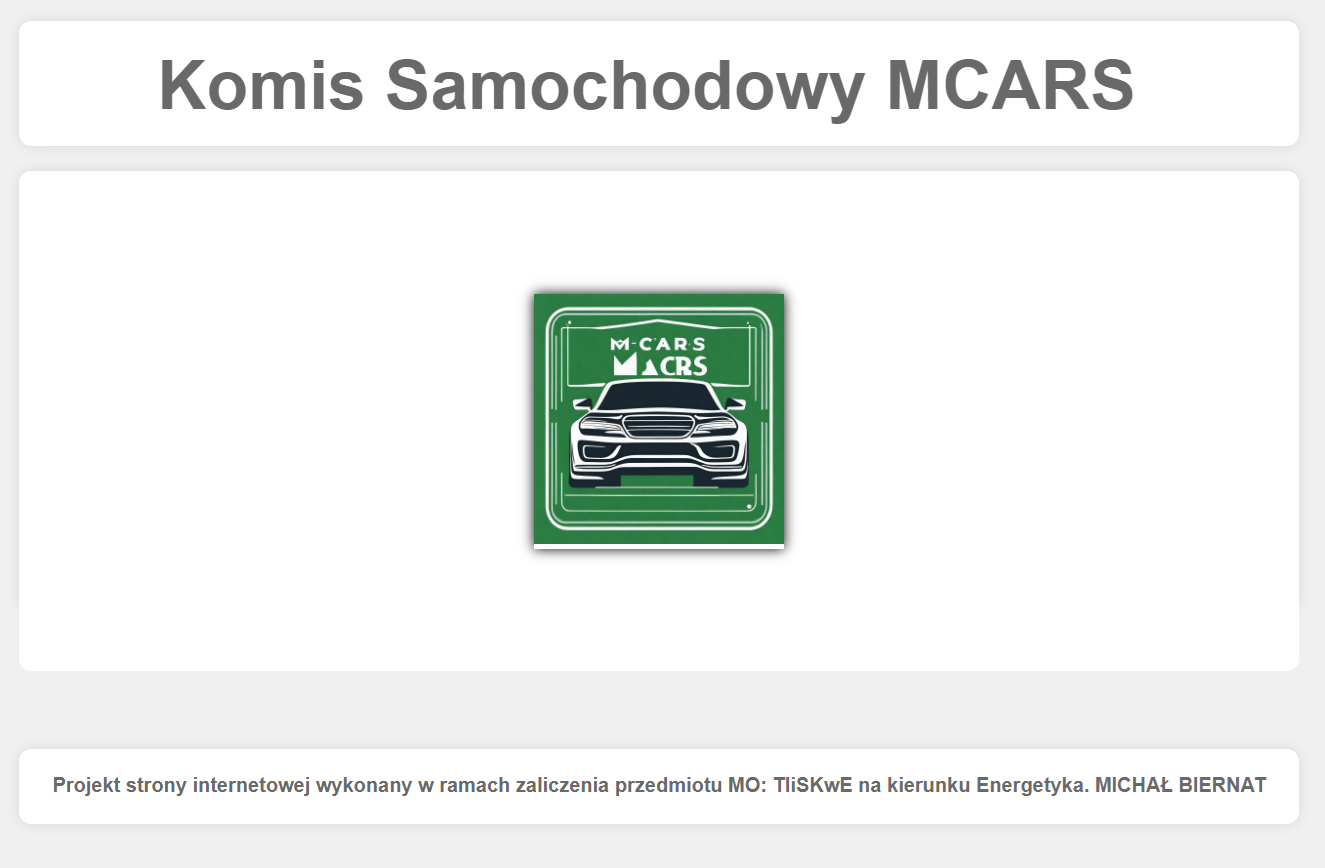 Komis Samochodowy MCARS
M-CARS
MACRS
Projekt strony internetowej wykonany w ramach zaliczenia przedmiotu MO: TIiSKwE na kierunku Energetyka. MICHAŁ BIERNAT